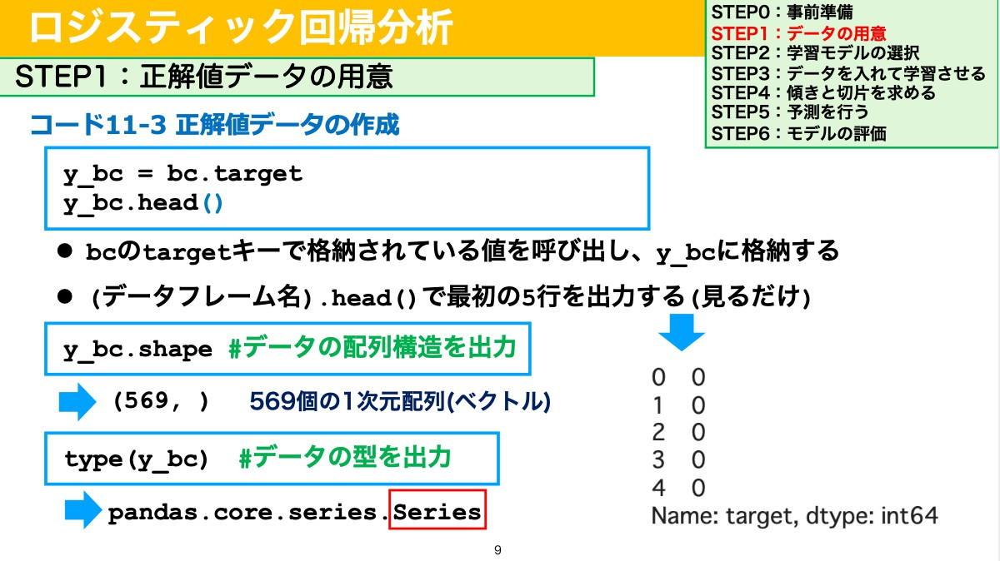 ロジスティック回帰分析
STEP0：事前準備
STEP1：データの用意
STEP2：学習モデルの選択
STEP3：データを入れて学習させる
STEP4：傾きと切片を求める
STEP5：予測を行う
STEP6：モデルの評価
STEP1：正解値データの用意
コード11-3 正解値データの作成
y_bc = bc.target
y_bc.head()
● bcのtargetキーで格納されている値を呼び出し、y_bcに格納する
● (データフレーム名).head()で最初の5行を出力する(見るだけ)
y_bc.shape #データの配列構造を出力
(569, ) 569個の1次元配列(ベクトル)
type(y_bc) #データの型を出力
pandas.core.series.Series
0 0
1 0
2 0
3 0
4 0
Name: target, dtype: int64
9